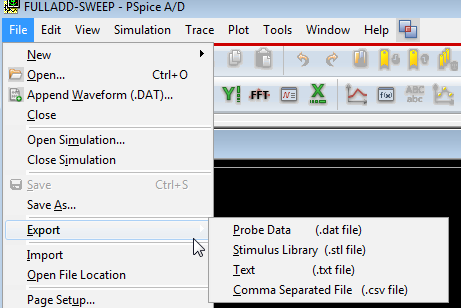 FULLADD-SWEEP - PSpice A/D
File Edit View Simulation Trace Plot Tools Window Help
New
Open... Ctrl+O
Append Waveform (.DAT)...
Close
Open Simulation...
Close Simulation
Save Ctrl+S
Save As...
Export
Import
Open File Location
Page Setup...
Probe Data (.dat file)
Stimulus Library (.stl file)
Text (.txt file)
Comma Separated File (.csv file)
Y! FFT N= X f(x) ABC abc